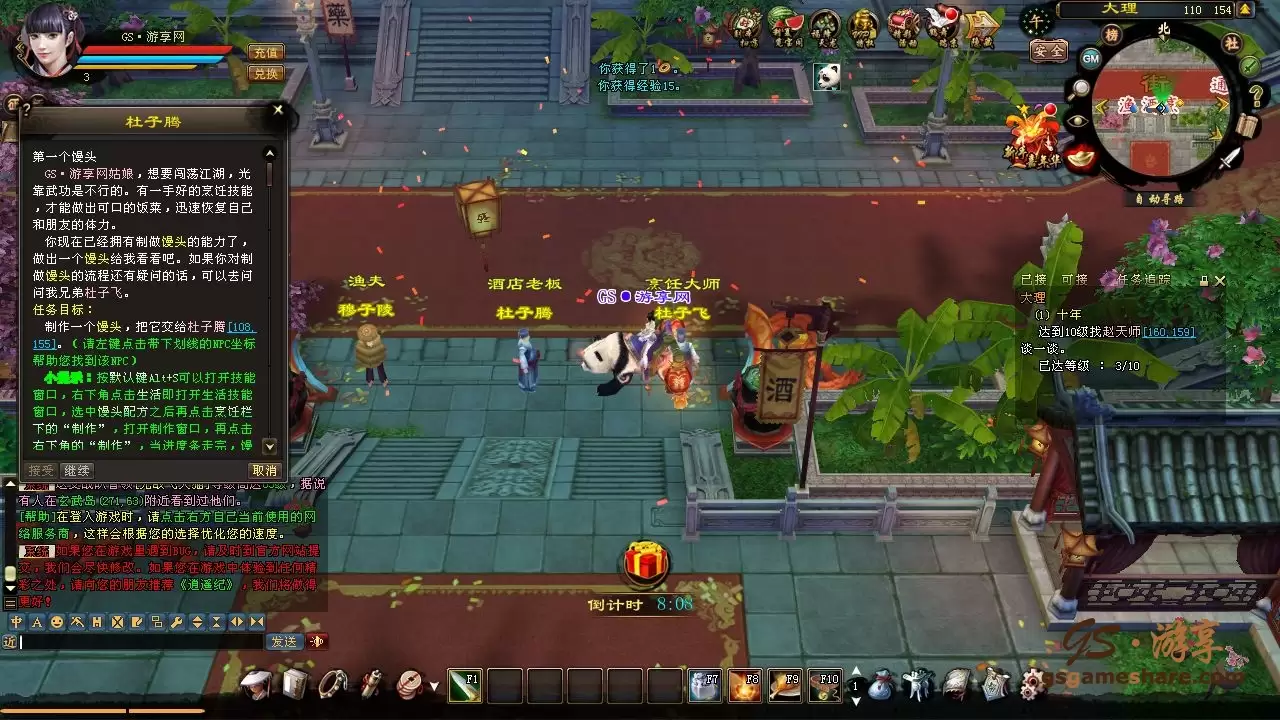 GS·游享网
3
充值
兑换
藥
你获得了1
你获得经验15。
安全
大理
110 154
北
GM
自动寻路
杜子腾
第一个馒头
GS·游享网姑娘，想要闯荡江湖，光
靠武功是不行的。有一手好的烹饪技能
，才能做出可口的饭菜，迅速恢复自己
和朋友的体力。
你现在已经拥有制做馒头的能力了，
做出一个馒头给我看看吧。如果你对制
做馒头的流程还有疑问的话，可以去问
问我兄弟杜子飞。
任务目标：
制作一个馒头，把它交给杜子腾[108,
155]。（请左键点击带下划线的NPC坐标
帮助您找到该NPC）
小提示：按默认键Alt+S可以打开技能
窗口，右下角点击生活即打开生活技能
窗口，选中馒头配方之后再点击烹饪栏
下的“制作”，打开制作窗口，再点击
右下角的“制作”，当进度条走完，馒
接受
继续
取消
渔夫
穆子陵
酒店老板
杜子腾
烹饪大师
GS●游享网
杜子飞
酒
已接 可接 任务追踪
大理
(1) 十年
达到10级找赵天师[160,159]
谈一谈。
已达等级 : 3/10
有人在玄武岛(271,63)附近看到过他们。
[帮助]在登入游戏时，请点击右方自己当前使用的网
络服务商，这样会根据您的选择优化您的速度。
系统 如果您在游戏里遇到BUG，请及时到官方网站提
交，我们会尽快修改。如果您在游戏中体验到任何精
彩之处，请向您的朋友推荐《逍遥纪》，我们将做得
更好！
倒计时 8:08
近
发送
F1
F7
F8
F9
F10
1
GS·游享
gsgameshare.com